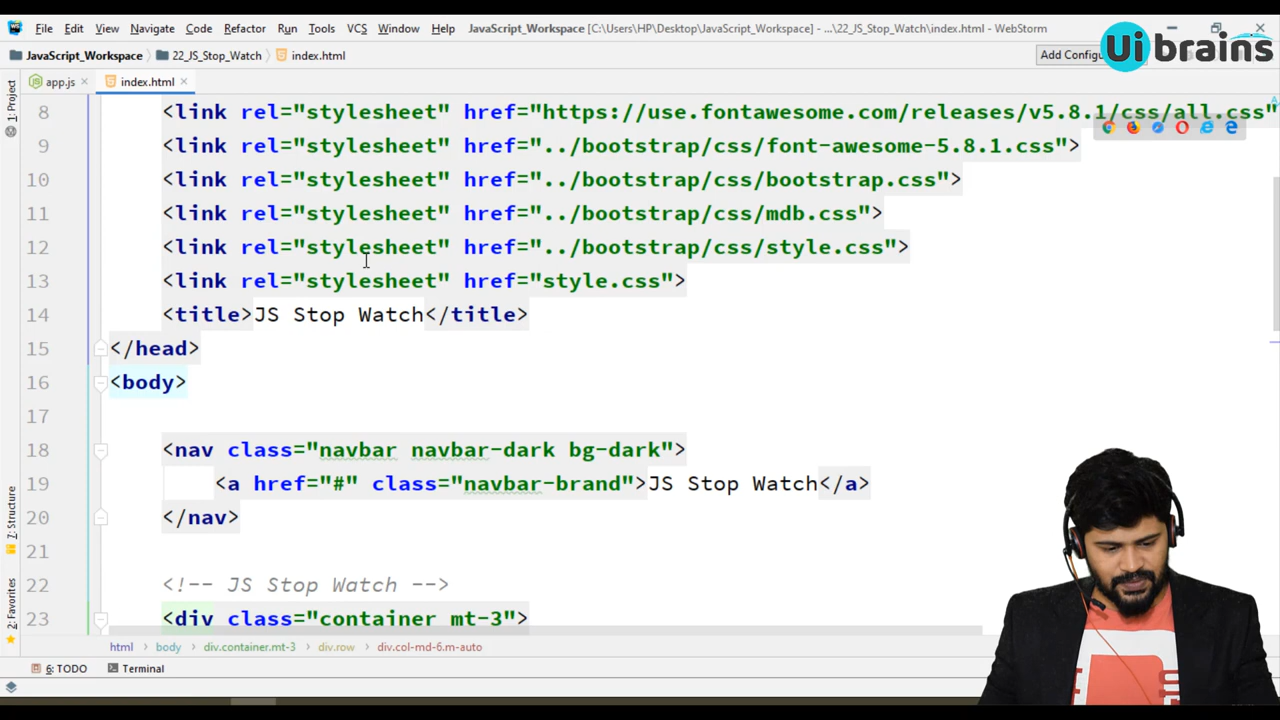 File Edit View Navigate Code Refactor Run Tools VCS Window Help JavaScript_Workspace [C:\Users\HP\Desktop\JavaScript_Workspace] - ...\22_JS_Stop_Watch\index.html - WebStorm
Ui brains
JavaScript_Workspace 22_JS_Stop_Watch index.html Add Config
app.js index.html
1: Project
8 <link rel="stylesheet" href="https://use.fontawesome.com/releases/v5.8.1/css/all.css"
9 <link rel="stylesheet" href="../bootstrap/css/font-awesome-5.8.1.css">
10 <link rel="stylesheet" href="../bootstrap/css/bootstrap.css">
11 <link rel="stylesheet" href="../bootstrap/css/mdb.css">
12 <link rel="stylesheet" href="../bootstrap/css/style.css">
13 <link rel="stylesheet" href="style.css">
14 <title>JS Stop Watch</title>
15 </head>
16 <body>
17
18 <nav class="navbar navbar-dark bg-dark">
19 <a href="#" class="navbar-brand">JS Stop Watch</a>
20 </nav>
21
22 <!-- JS Stop Watch -->
23 <div class="container mt-3">
7: Structure
2: Favorites
html body div.container.mt-3 div.row div.col-md-6.m-auto
6: TODO Terminal